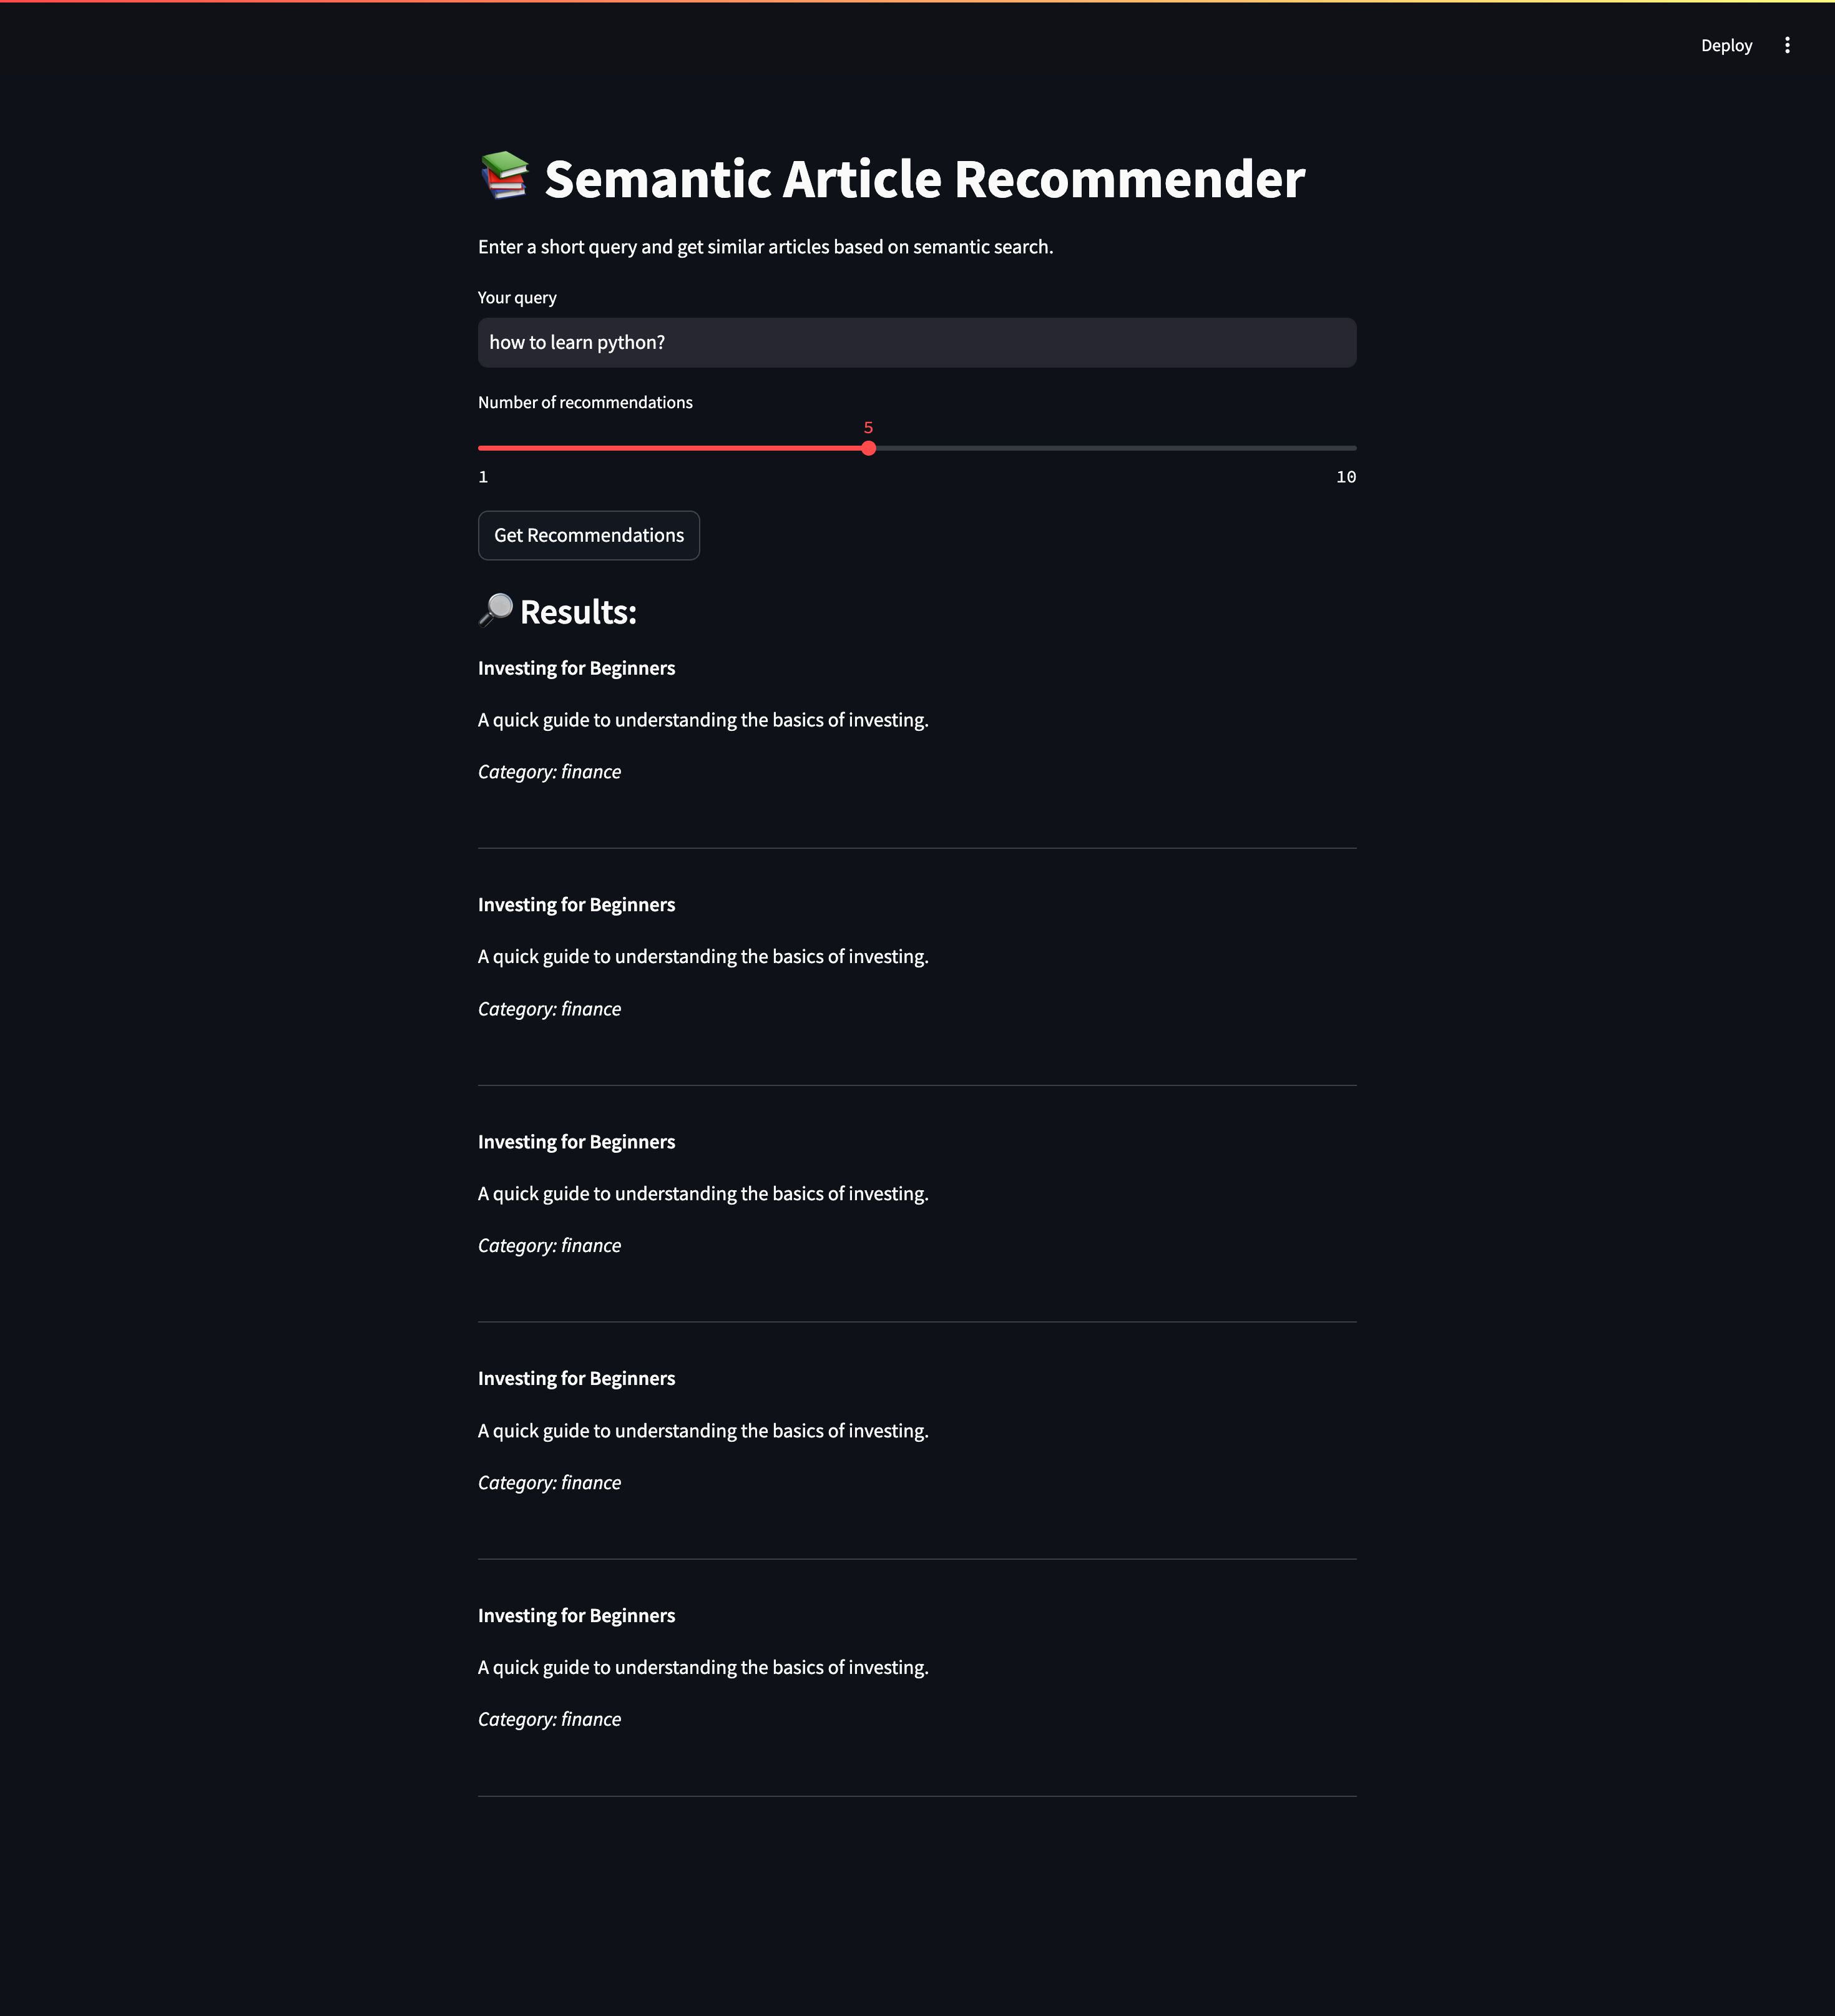 Deploy
Semantic Article Recommender
Enter a short query and get similar articles based on semantic search.
Your query
how to learn python?
Number of recommendations
5
1 10
Get Recommendations
Results:
Investing for Beginners
A quick guide to understanding the basics of investing.
Category: finance
Investing for Beginners
A quick guide to understanding the basics of investing.
Category: finance
Investing for Beginners
A quick guide to understanding the basics of investing.
Category: finance
Investing for Beginners
A quick guide to understanding the basics of investing.
Category: finance
Investing for Beginners
A quick guide to understanding the basics of investing.
Category: finance